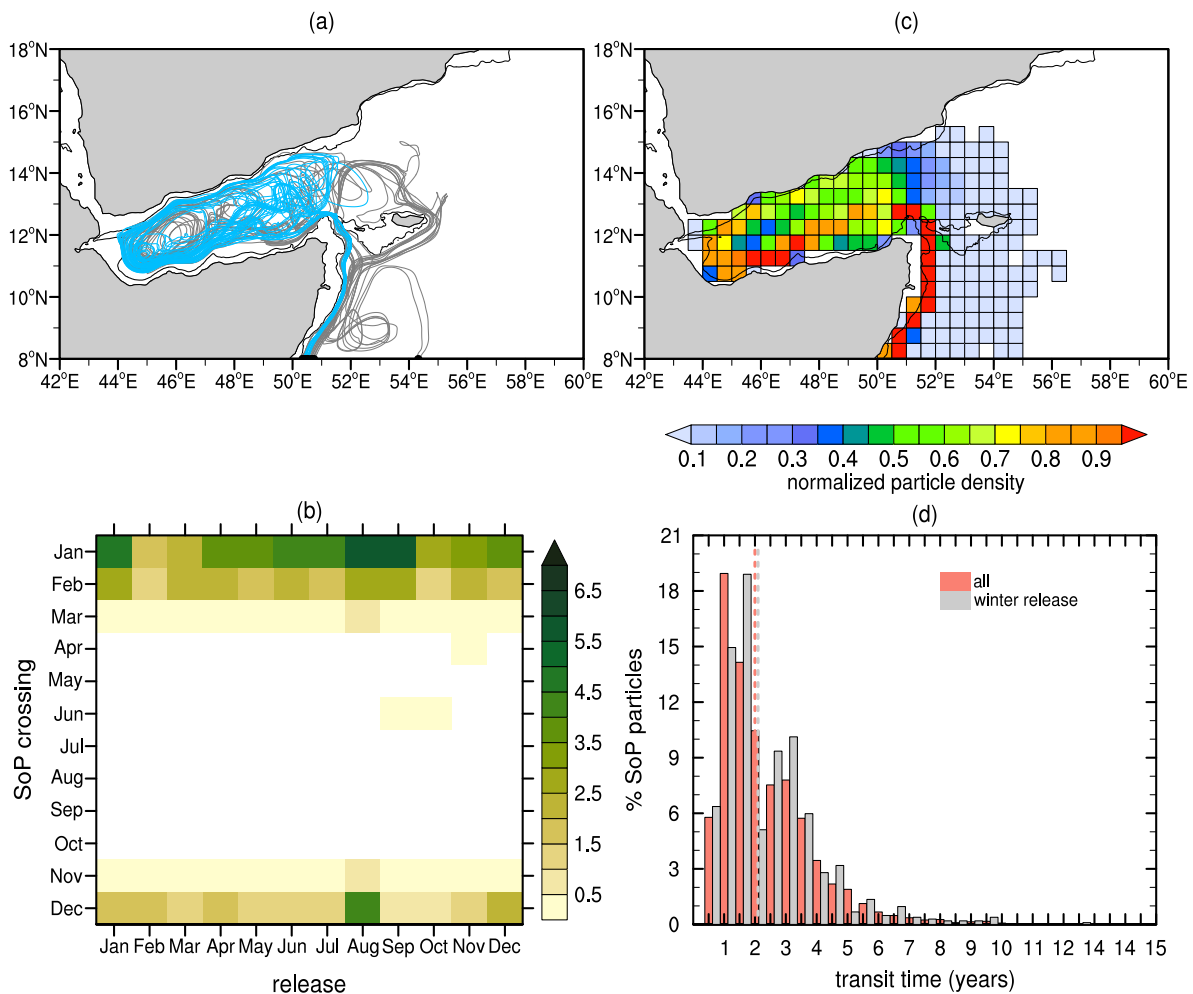 (a)
18°N
16°N
14°N
12°N
10°N
8°N
42°E 44°E 46°E 48°E 50°E 52°E 54°E 56°E 58°E 60°E
(c)
18°N
16°N
14°N
12°N
10°N
8°N
42°E 44°E 46°E 48°E 50°E 52°E 54°E 56°E 58°E 60°E
0.1 0.2 0.3 0.4 0.5 0.6 0.7 0.8 0.9
normalized particle density
(b)
SoP crossing
Jan
Feb
Mar
Apr
May
Jun
Jul
Aug
Sep
Oct
Nov
Dec
Jan Feb Mar Apr May Jun Jul Aug Sep Oct Nov Dec
release
6.5
5.5
4.5
3.5
2.5
1.5
0.5
(d)
% SoP particles
21
18
15
12
9
6
3
0
all
winter release
1 2 3 4 5 6 7 8 9 10 11 12 13 14 15
transit time (years)